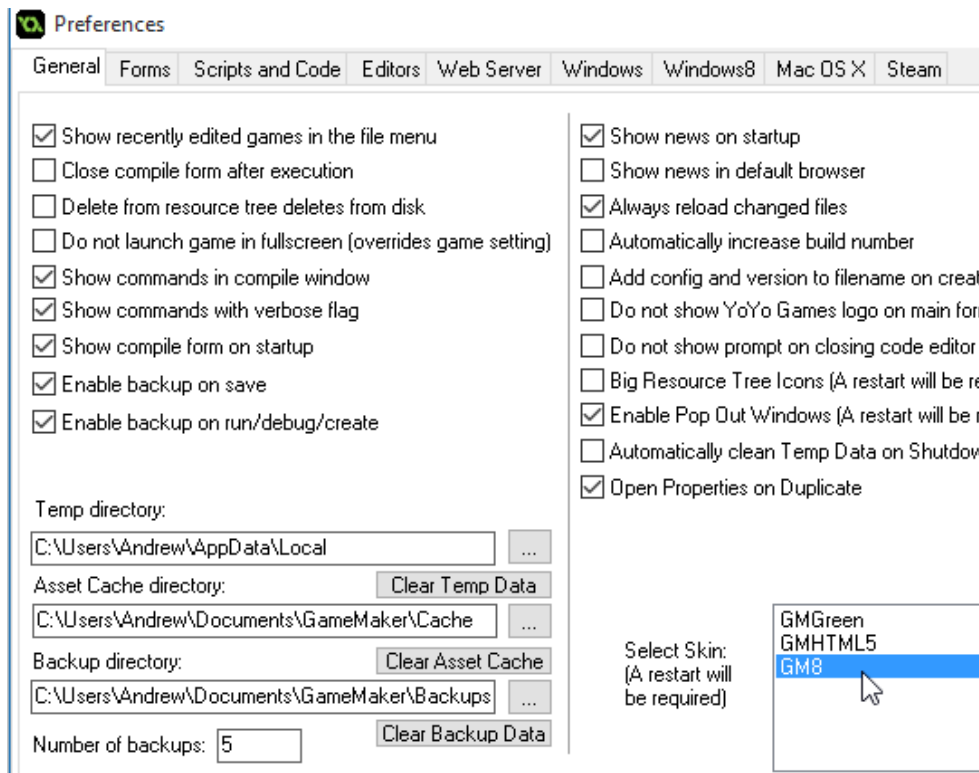 Preferences
General Forms Scripts and Code Editors Web Server Windows Windows8 Mac OS X Steam
Show recently edited games in the file menu
Close compile form after execution
Delete from resource tree deletes from disk
Do not launch game in fullscreen (overrides game setting)
Show commands in compile window
Show commands with verbose flag
Show compile form on startup
Enable backup on save
Enable backup on run/debug/create
Temp directory:
C:\Users\Andrew\AppData\Local
...
Asset Cache directory:
Clear Temp Data
C:\Users\Andrew\Documents\GameMaker\Cache
...
Backup directory:
Clear Asset Cache
C:\Users\Andrew\Documents\GameMaker\Backups
...
Number of backups: 5
Clear Backup Data
Show news on startup
Show news in default browser
Always reload changed files
Automatically increase build number
Add config and version to filename on creat
Do not show YoYo Games logo on main for
Do not show prompt on closing code editor
Big Resource Tree Icons (A restart will be re
Enable Pop Out Windows (A restart will be r
Automatically clean Temp Data on Shutdow
Open Properties on Duplicate
Select Skin:
(A restart will
be required)
GMGreen
GMHTML5
GM8